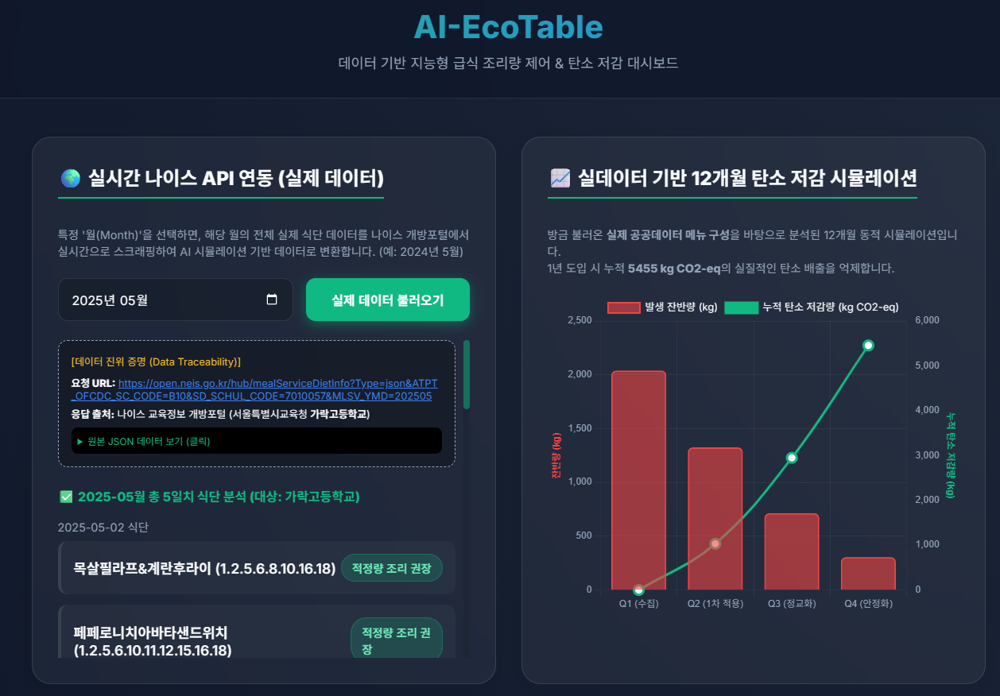 AI-EcoTable
데이터 기반 지능형 급식 조리량 제어 & 탄소 저감 대시보드
🌍 실시간 나이스 API 연동 (실제 데이터)
특정 '월(Month)'을 선택하면, 해당 월의 전체 실제 식단 데이터를 나이스 개방포털에서
실시간으로 스크래핑하여 AI 시뮬레이션 기반 데이터로 변환합니다. (예: 2024년 5월)
2025년 05월
실제 데이터 불러오기
[데이터 진위 증명 (Data Traceability)]
요청 URL: https://open.neis.go.kr/hub/mealServiceDietInfo?Type=json&ATPT
_OFCDC_SC_CODE=B10&SD_SCHUL_CODE=7010057&MLSV_YMD=202505
응답 출처: 나이스 교육정보 개방포털 (서울특별시교육청 가락고등학교)
▶ 원본 JSON 데이터 보기 (클릭)
✅ 2025-05월 총 5일치 식단 분석 (대상: 가락고등학교)
2025-05-02 식단
목살필라프&계란후라이 (1.2.5.6.8.10.16.18)
적정량 조리 권장
페페로니치아바타샌드위치
(1.2.5.6.10.11.12.15.16.18)
적정량 조리 권
장
📈 실데이터 기반 12개월 탄소 저감 시뮬레이션
방금 불러온 실제 공공데이터 메뉴 구성을 바탕으로 분석된 12개월 동적 시뮬레이션입니
다.
1년 도입 시 누적 5455 kg CO2-eq의 실질적인 탄소 배출을 억제합니다.
발생 잔반량 (kg)
누적 탄소 저감량 (kg CO2-eq)
2,500
2,000
1,500
1,000
500
0
잔반량 (kg)
6,000
5,000
4,000
3,000
2,000
1,000
0
누적 탄소 저감량 (kg)
Q1 (수집)
Q2 (1차 적용)
Q3 (정교화)
Q4 (안정화)